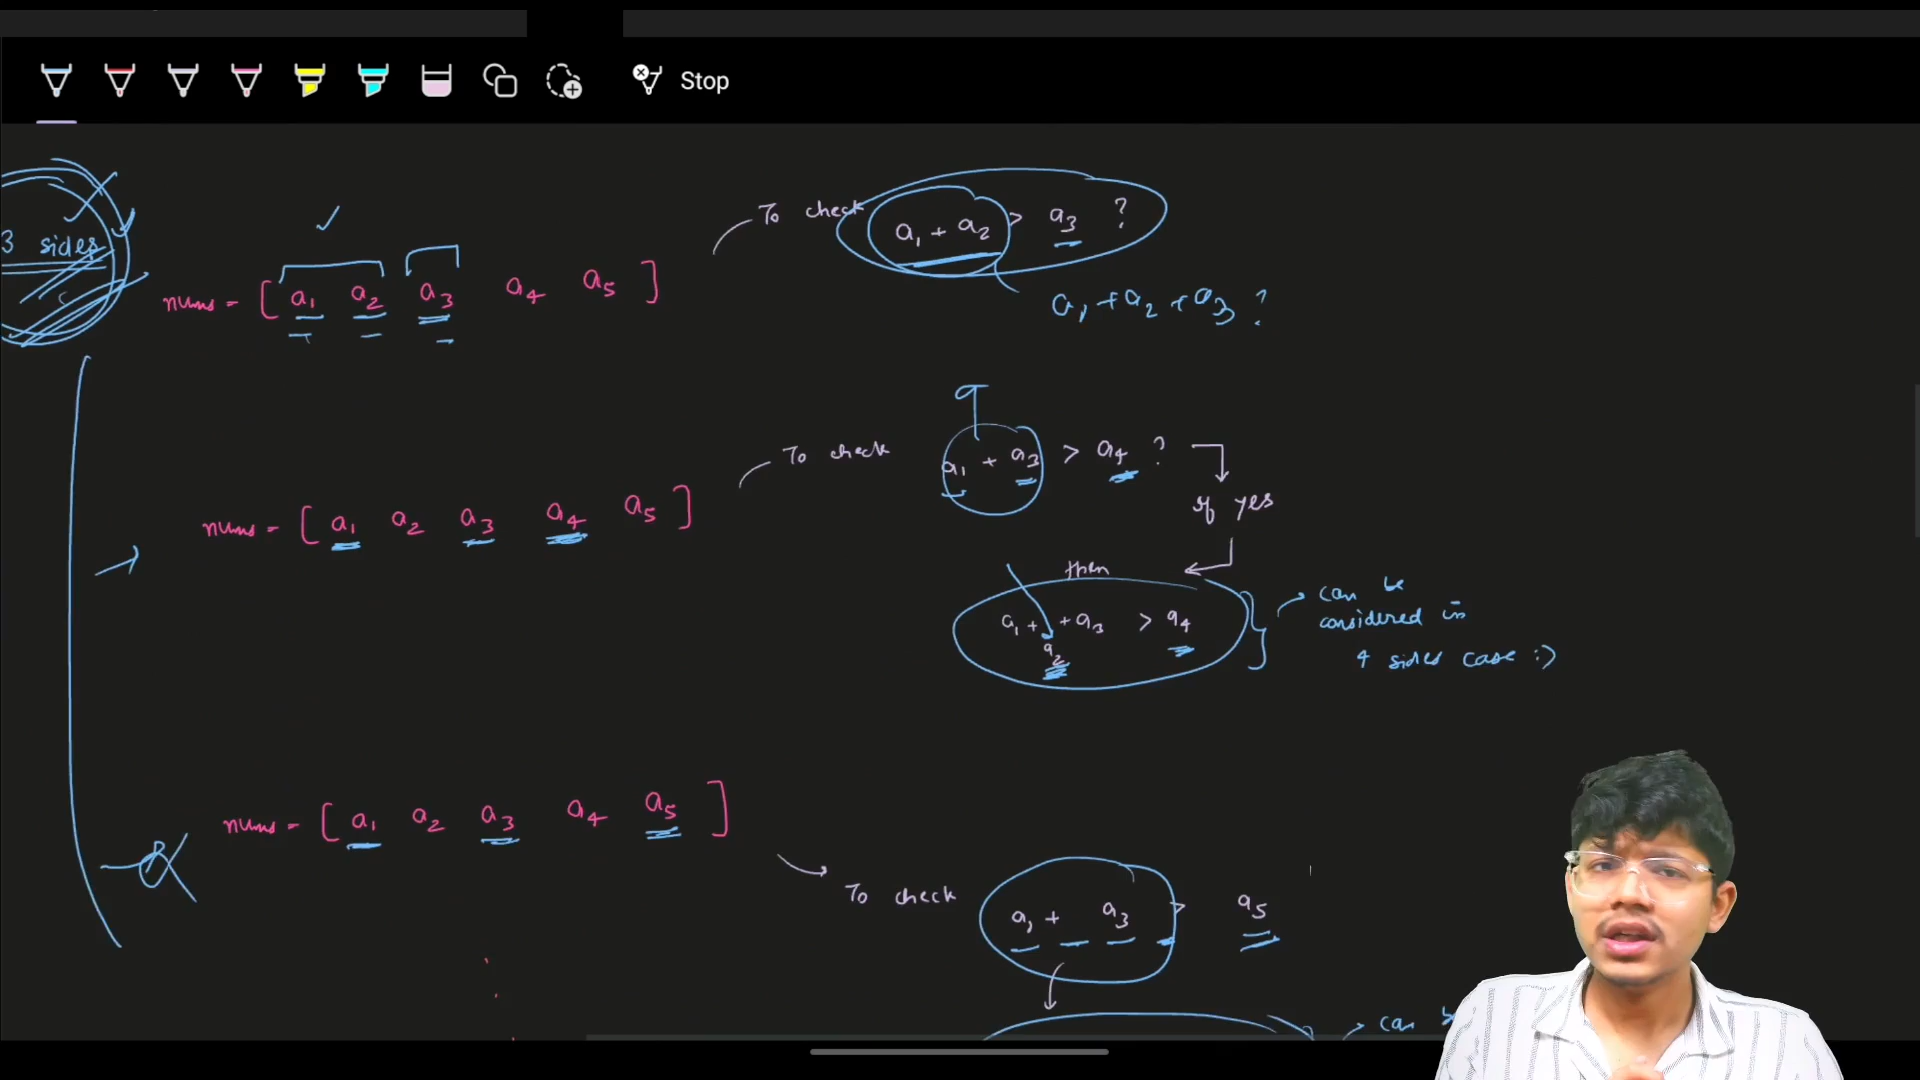 Stop
3 sides
nums = [ a1 a2 a3 a4 a5 ]
To check a1 + a2 > a3 ?
a1 + a2 + a3 ?
To check a1 + a3 > a4 ?
if yes
nums = [ a1 a2 a3 a4 a5 ]
then
a1 + a2 + a3 > a4
can be
considered in
4 sides case :)
nums = [ a1 a2 a3 a4 a5 ]
To check a1 + a3 > a5
can